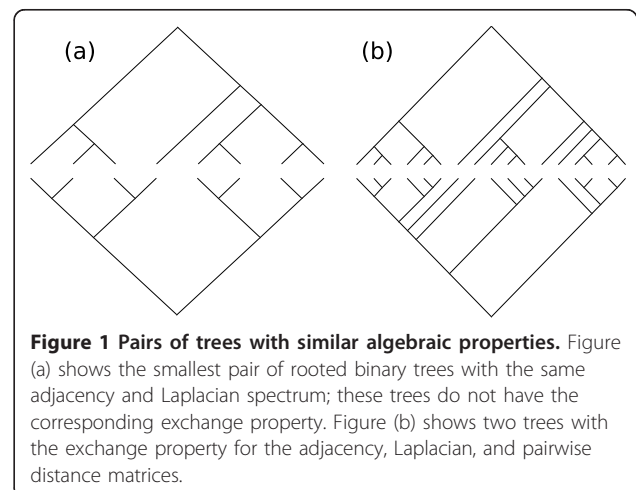 (a)
(b)
Figure 1 Pairs of trees with similar algebraic properties. Figure
(a) shows the smallest pair of rooted binary trees with the same
adjacency and Laplacian spectrum; these trees do not have the
corresponding exchange property. Figure (b) shows two trees with
the exchange property for the adjacency, Laplacian, and pairwise
distance matrices.